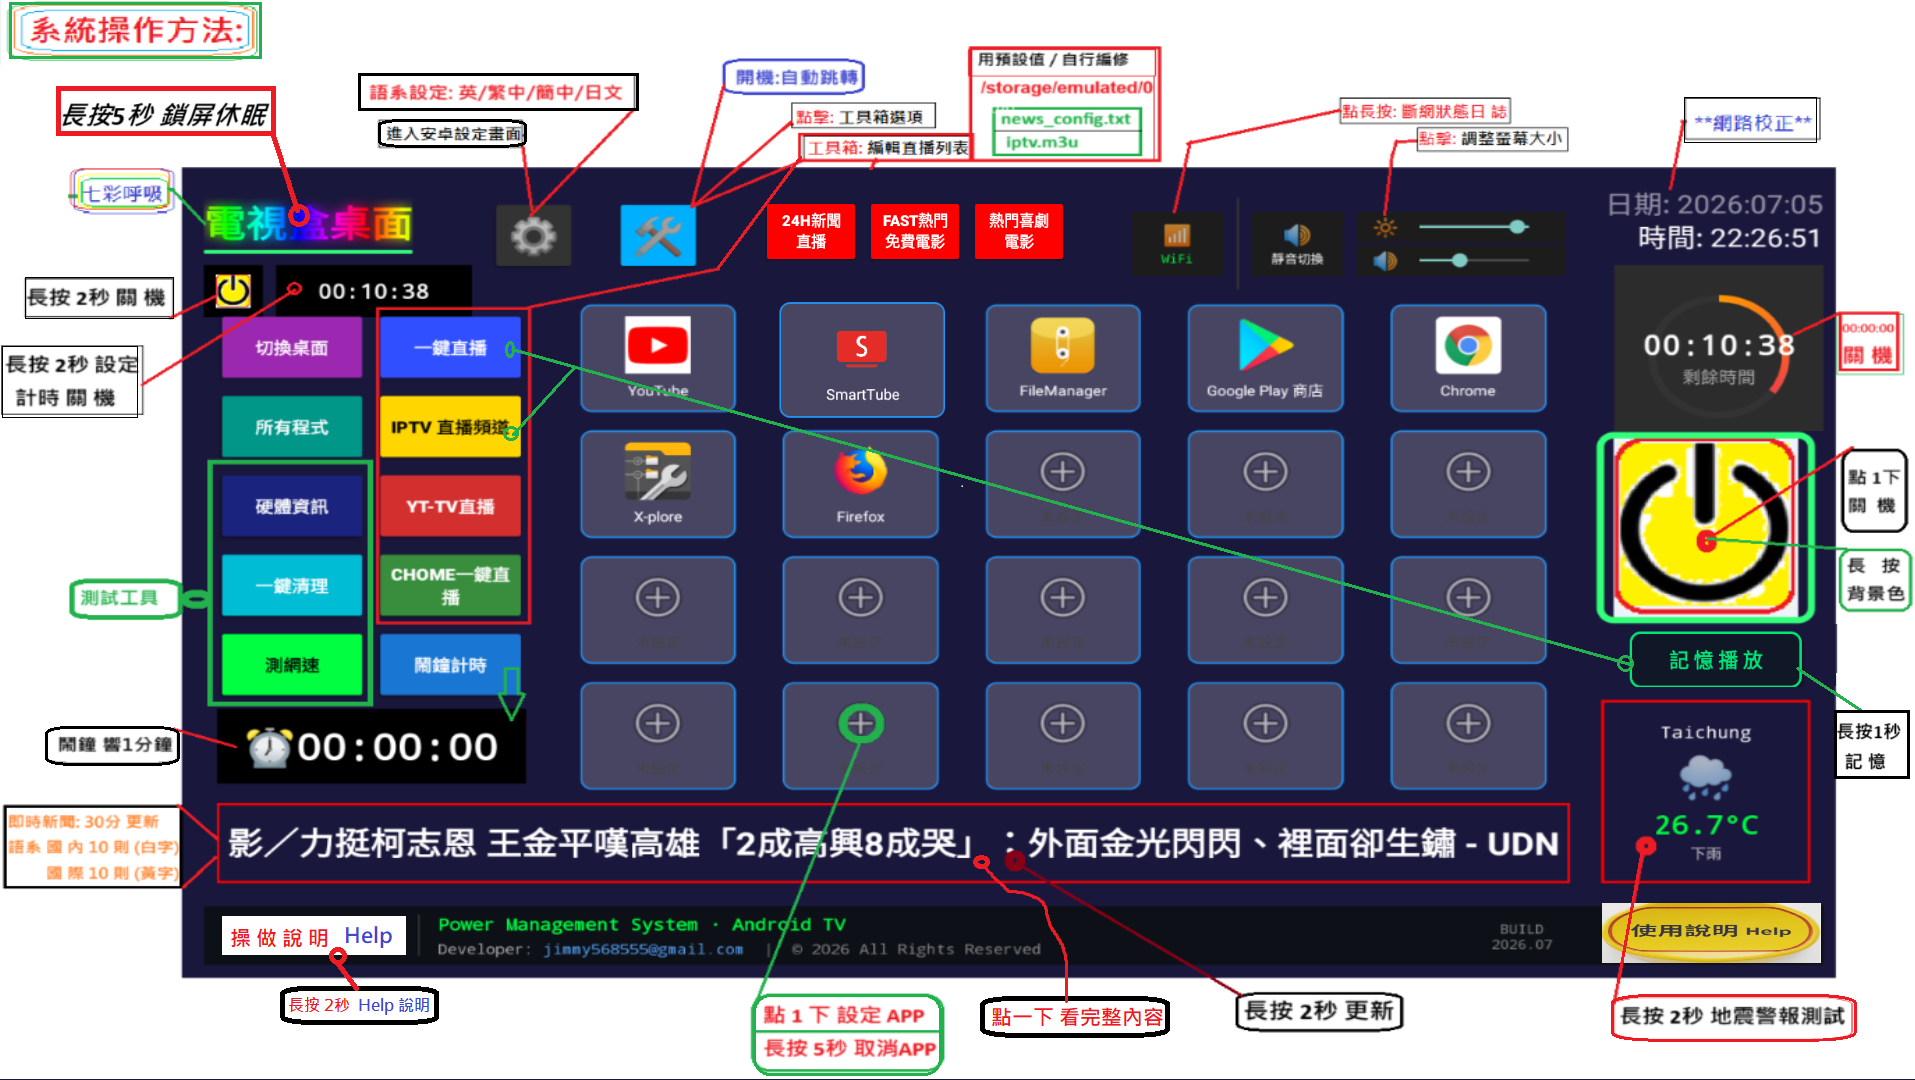 系統操作方法:
長按5秒 鎖屏休眠
語系設定: 英/繁中/簡中/日文
進入安卓設定畫面
開機:自動跳轉
點擊: 工具箱選項
工具箱: 編輯直播列表
用預設值 / 自行編修
/storage/emulated/0
news_config.txt
iptv.m3u
點長按: 斷網狀態日 誌
點擊: 調整螢幕大小
**網路校正**
七彩呼吸
電視盒桌面
24H新聞
直播
FAST熱門
免費電影
熱門喜劇
電影
WiFi
靜音切換
日期: 2026:07:05
時間: 22:26:51
長按 2秒 關 機
00:10:38
長按 2秒 設定
計時 關 機
切換桌面
一鍵直播
所有程式
IPTV 直播頻道
硬體資訊
YT-TV直播
一鍵清理
CHOME一鍵直
播
測網速
鬧鐘計時
測試工具
YouTube
SmartTube
FileManager
Google Play 商店
Chrome
X-plore
Firefox
00:10:38
剩餘時間
00:00:00
關 機
點 1下
關 機
長 按
背景色
記憶播放
長按1秒
記 憶
鬧鐘 響1分鐘
00:00:00
Taichung
26.7°C
下雨
即時新聞: 30分 更新
語系 國 內 10 則 (白字)
國 際 10 則 (黃字)
影／力挺柯志恩 王金平嘆高雄「2成高興8成哭」：外面金光閃閃、裡面卻生鏽 - UDN
操 做 說 明 Help
Power Management System · Android TV
Developer: jimmy568555@gmail.com | © 2026 All Rights Reserved
BUILD
2026.07
使用說明 Help
長按 2秒 Help 說明
點 1 下 設定 APP
長按 5秒 取消APP
點一下 看完整內容
長按 2秒 更新
長按 2秒 地震警報測試